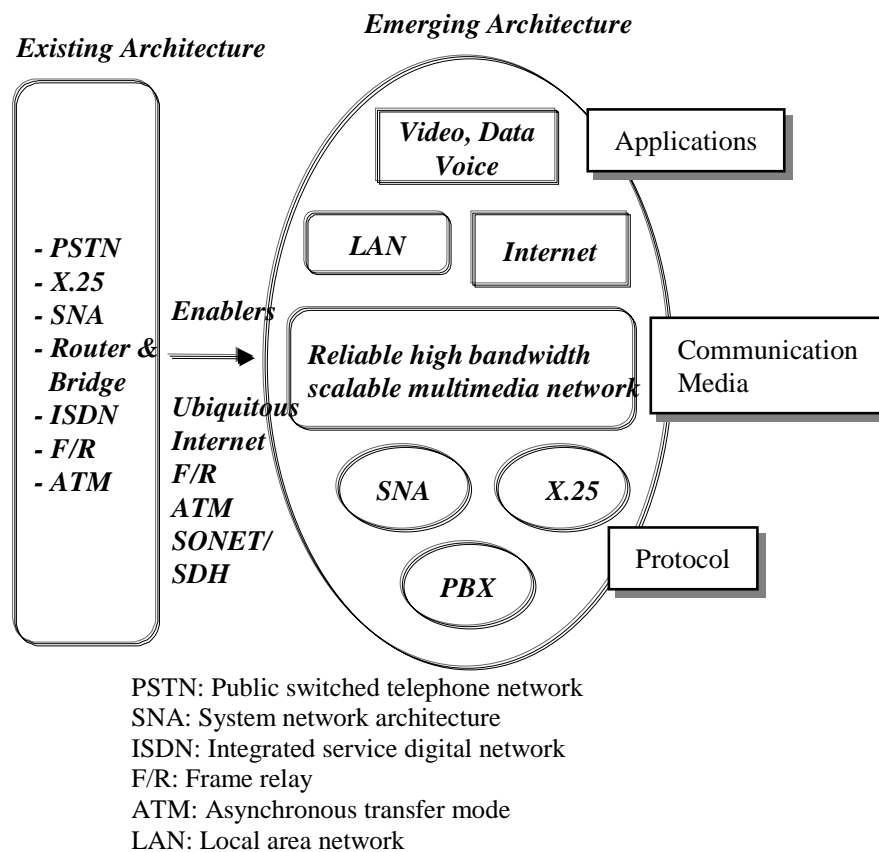 Existing Architecture
Emerging Architecture
- PSTN
- X.25
- SNA
- Router &
Bridge
- ISDN
- F/R
- ATM
Enablers
Ubiquitous
Internet
F/R
ATM
SONET/
SDH
Video, Data
Voice
Applications
LAN
Internet
Reliable high bandwidth
scalable multimedia network
Communication
Media
SNA
X.25
PBX
Protocol
PSTN: Public switched telephone network
SNA: System network architecture
ISDN: Integrated service digital network
F/R: Frame relay
ATM: Asynchronous transfer mode
LAN: Local area network